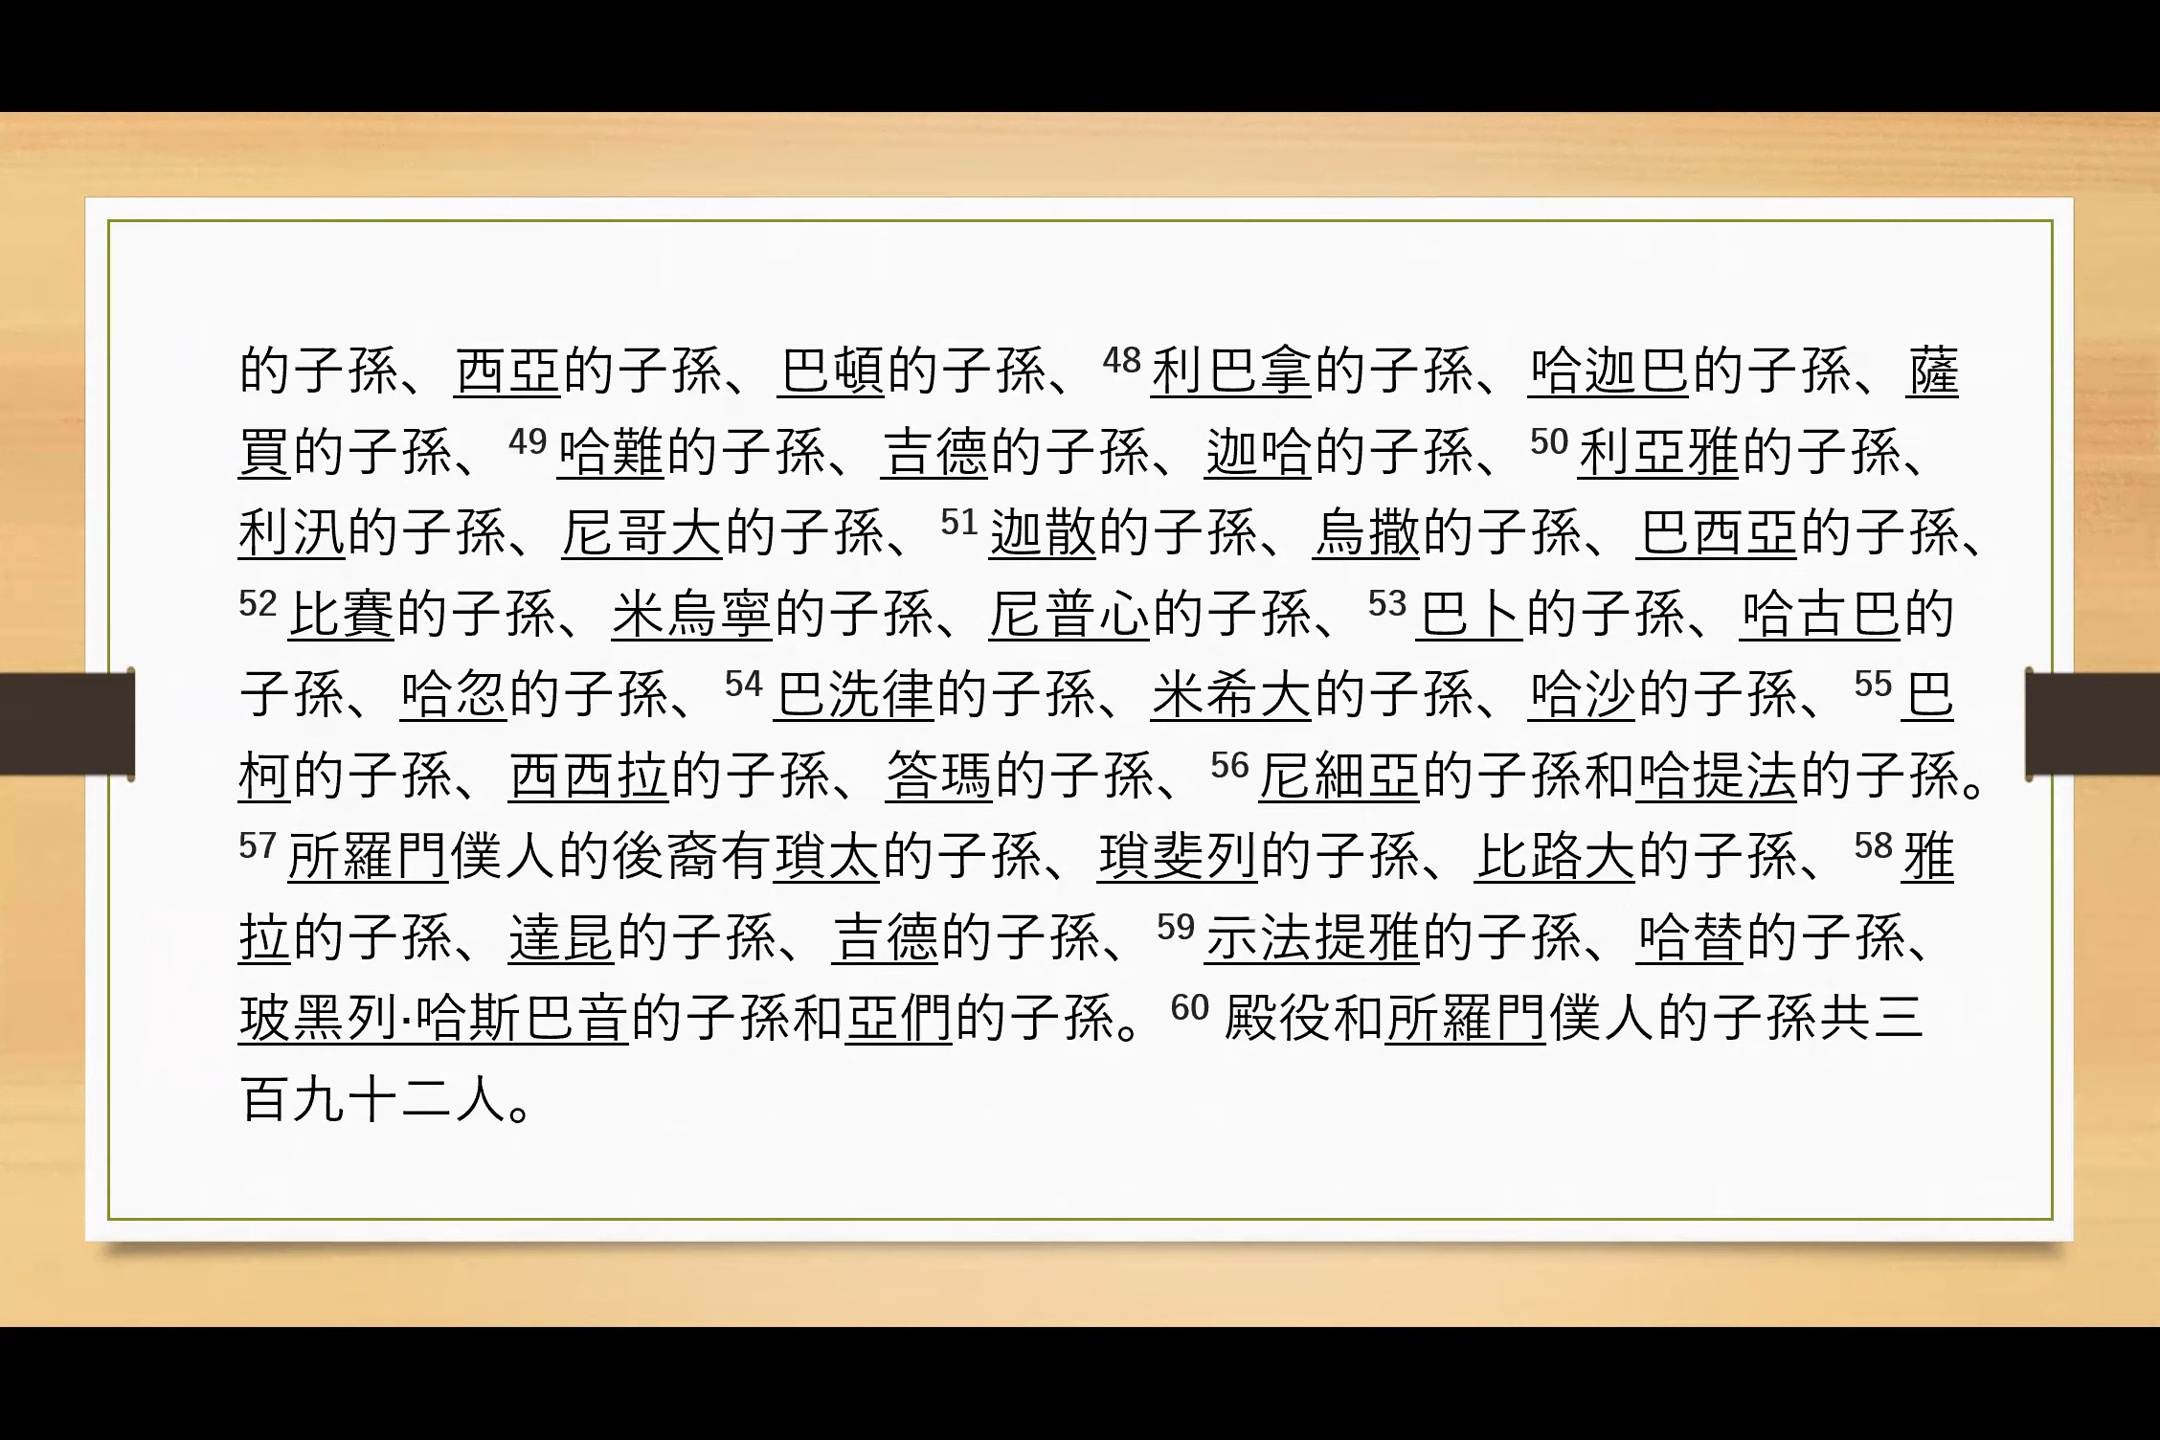 的子孫、西亞的子孫、巴頓的子孫、48 利巴拿的子孫、哈迦巴的子孫、薩
買的子孫、49 哈難的子孫、吉德的子孫、迦哈的子孫、50 利亞雅的子孫、
利汛的子孫、尼哥大的子孫、51 迦散的子孫、烏撒的子孫、巴西亞的子孫、
52 比賽的子孫、米烏寧的子孫、尼普心的子孫、53 巴卜的子孫、哈古巴的
子孫、哈忽的子孫、54 巴洗律的子孫、米希大的子孫、哈沙的子孫、55 巴
柯的子孫、西西拉的子孫、答瑪的子孫、56 尼細亞的子孫和哈提法的子孫。
57 所羅門僕人的後裔有瑣太的子孫、瑣斐列的子孫、比路大的子孫、58 雅
拉的子孫、達昆的子孫、吉德的子孫、59 示法提雅的子孫、哈替的子孫、
玻黑列·哈斯巴音的子孫和亞們的子孫。60 殿役和所羅門僕人的子孫共三
百九十二人。